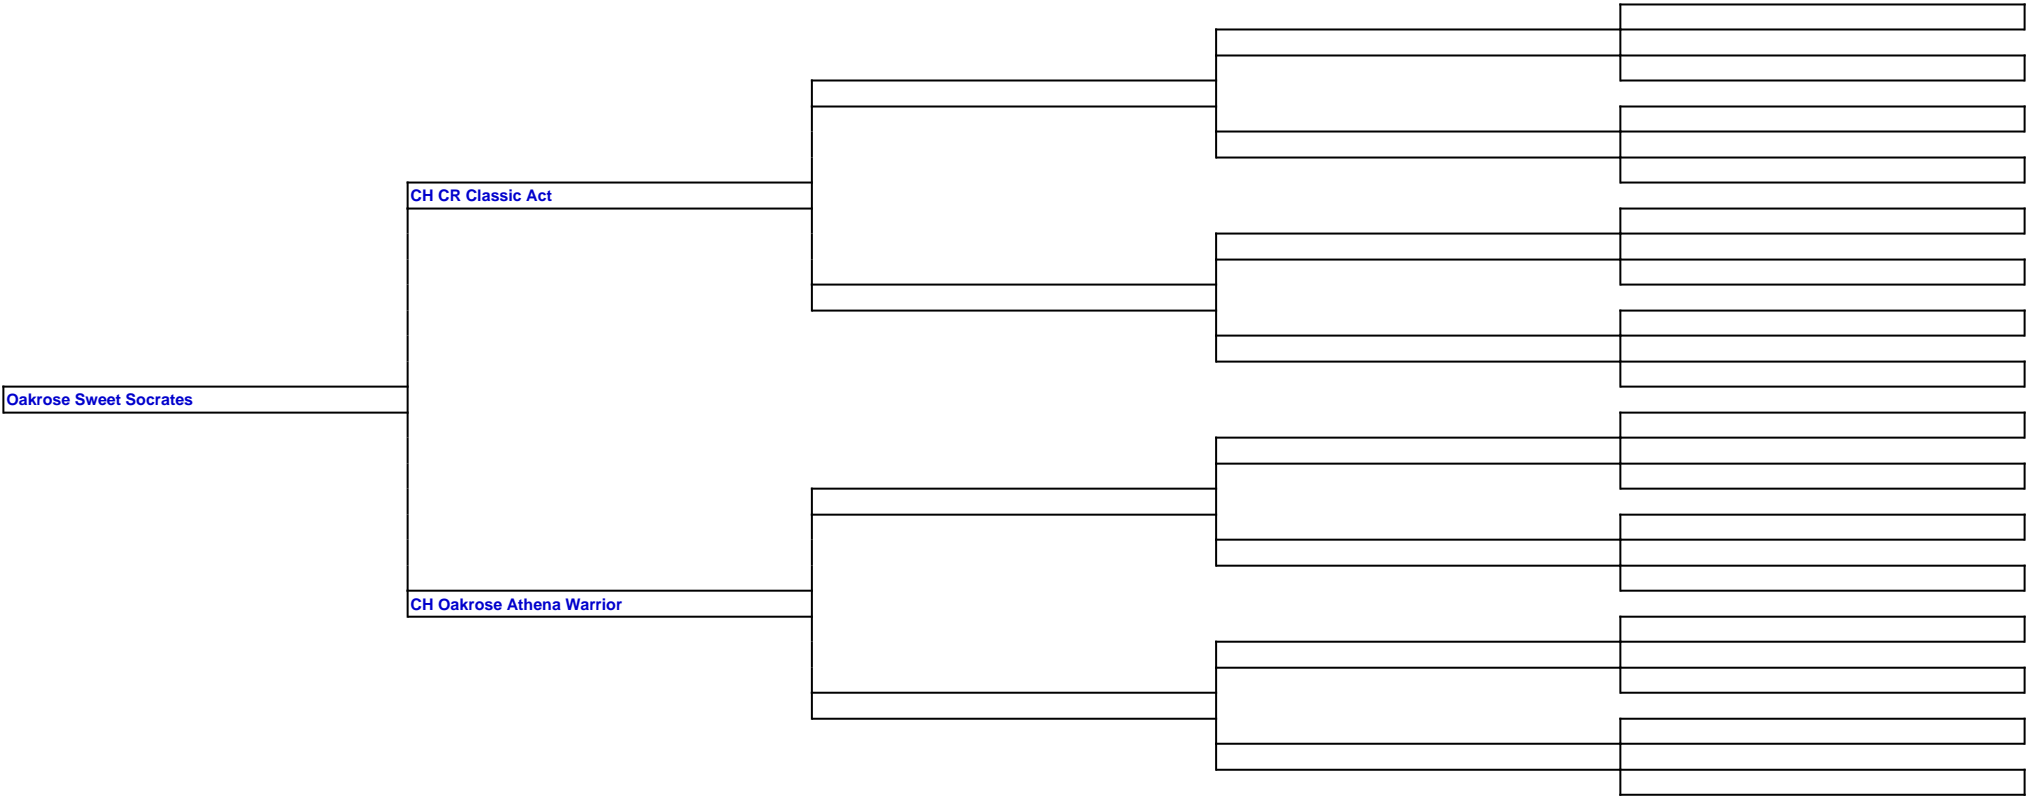 CH CR Classic Act
Oakrose Sweet Socrates
CH Oakrose Athena Warrior